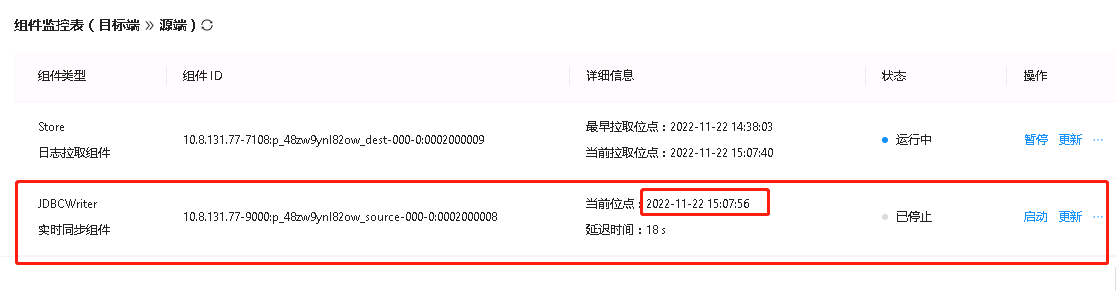 组件监控表（目标端 » 源端）
组件类型 组件 ID 详细信息 状态 操作
Store
日志拉取组件
10.8.131.77-7108:p_48zw9ynl82ow_dest-000-0:0002000009
最早拉取位点：2022-11-22 14:38:03
当前拉取位点：2022-11-22 15:07:40
运行中
暂停 更新 ···
JDBCWriter
实时同步组件
10.8.131.77-9000:p_48zw9ynl82ow_source-000-0:0002000008
当前位点：2022-11-22 15:07:56
延迟时间：18 s
已停止
启动 更新 ···